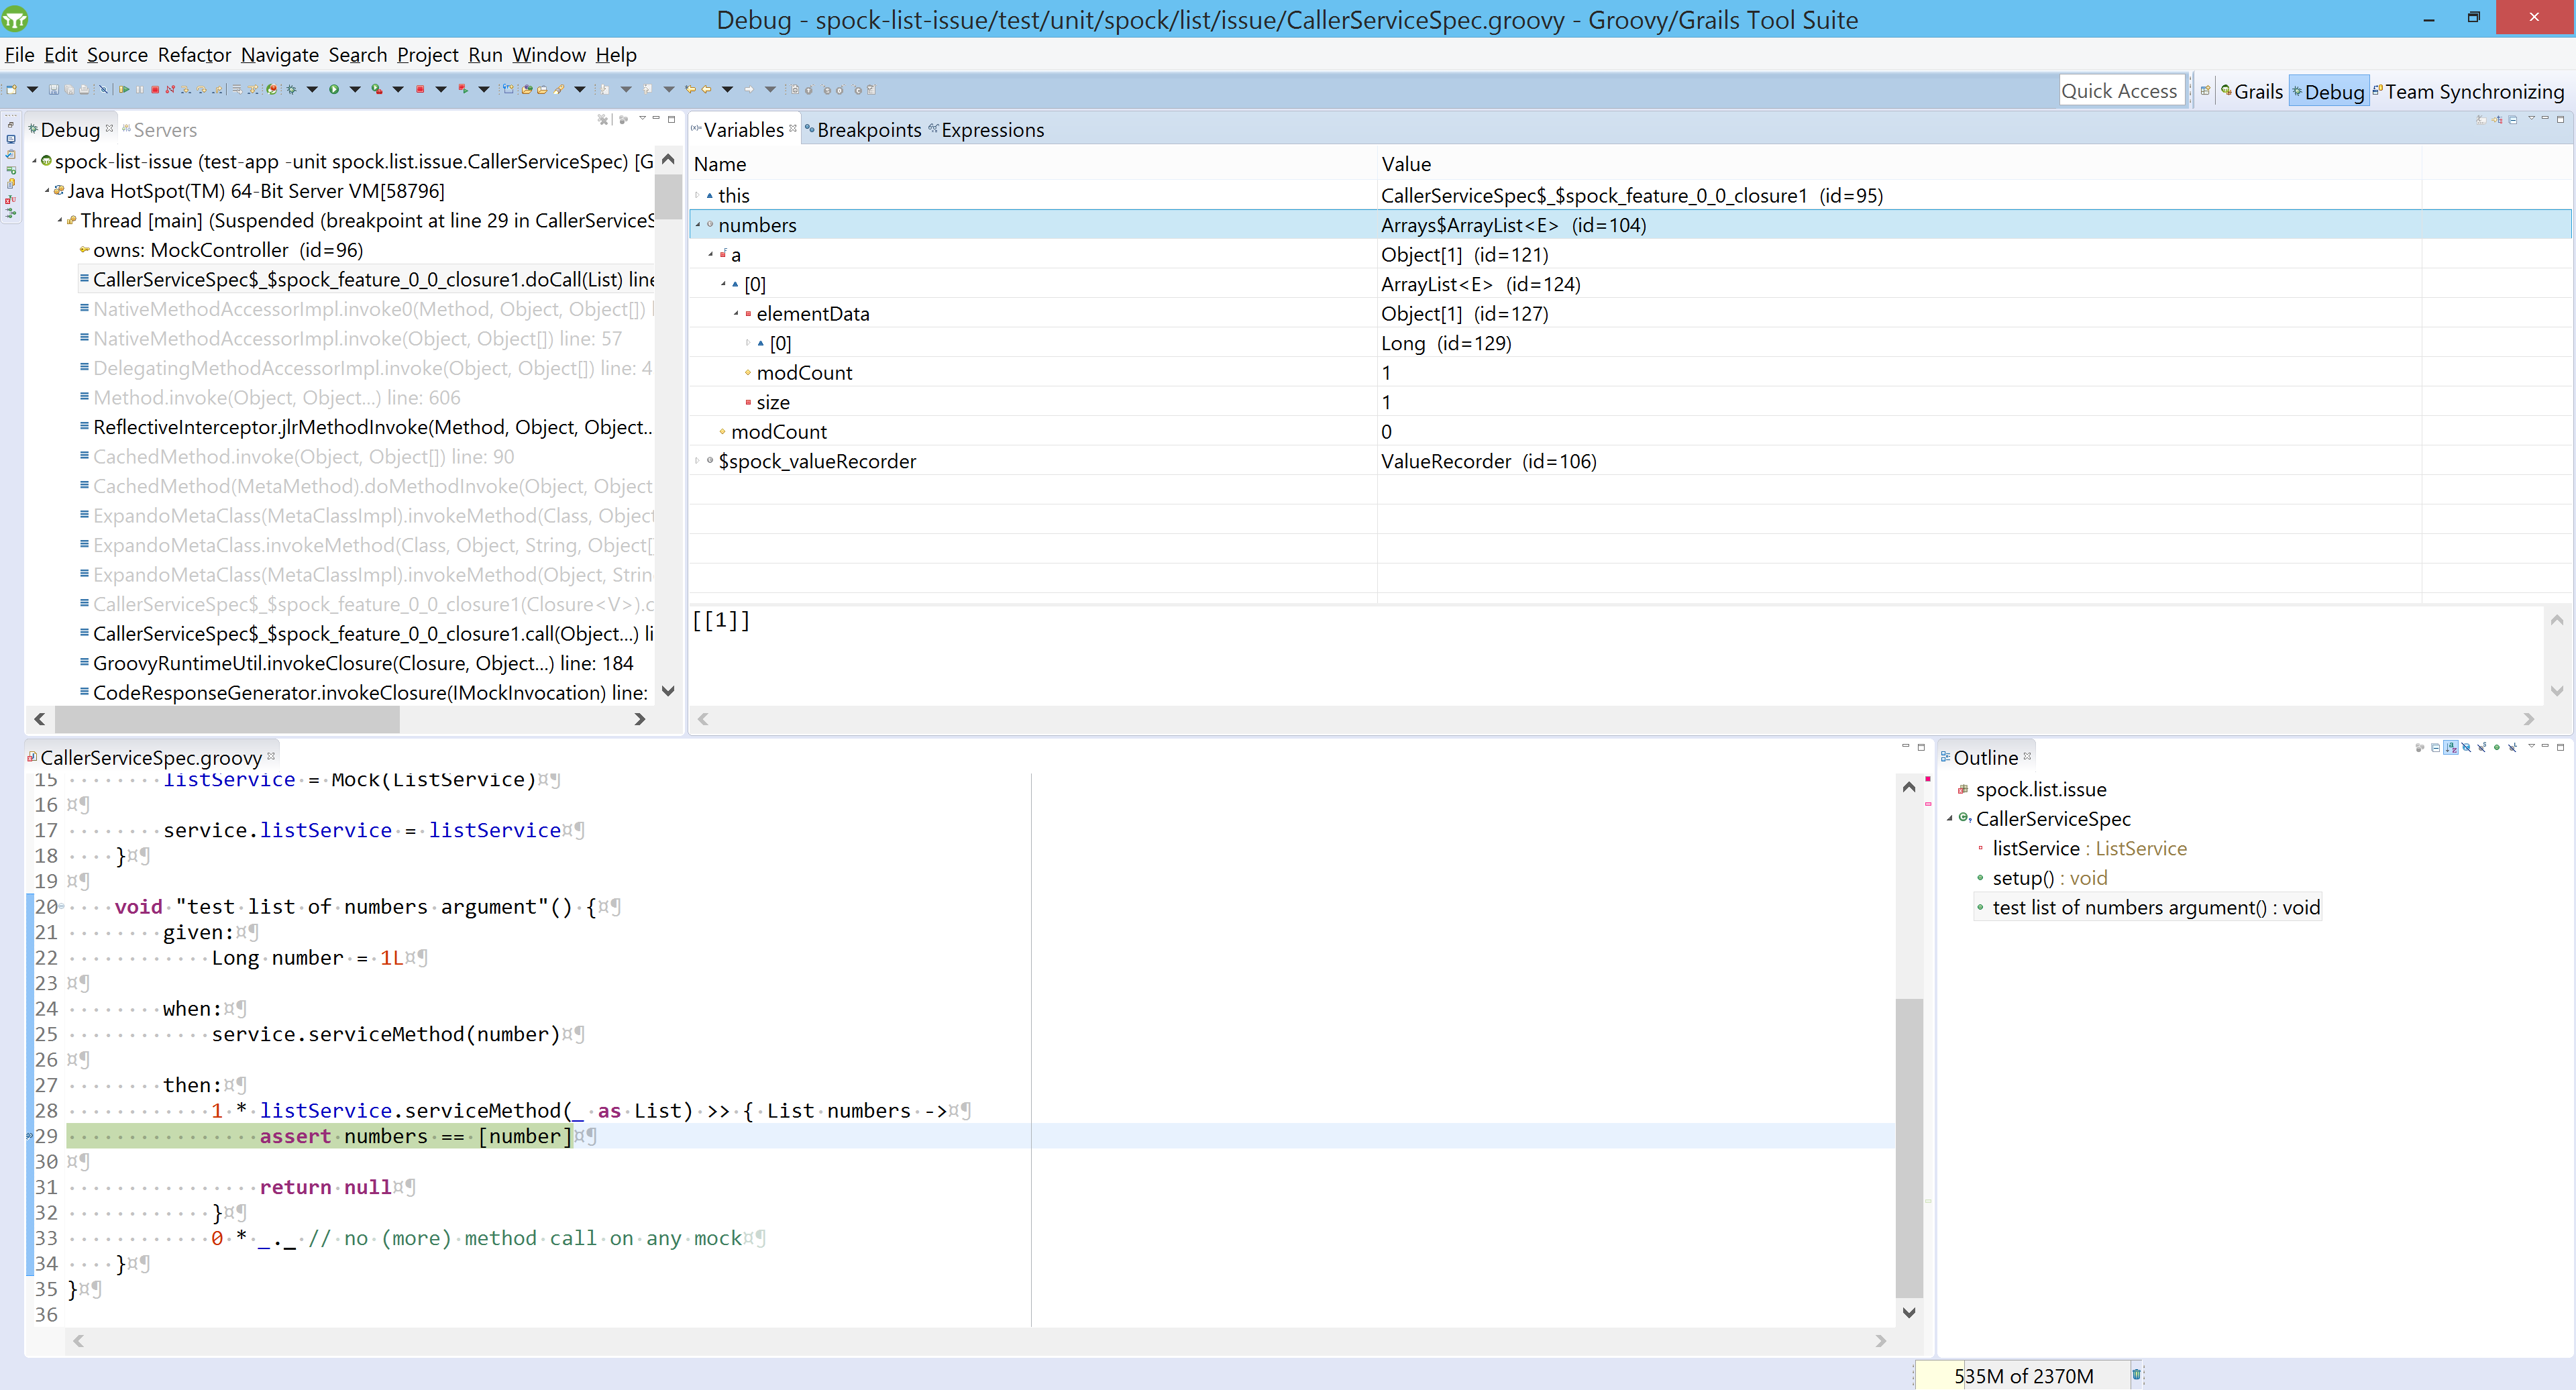 Debug - spock-list-issue/test/unit/spock/list/issue/CallerServiceSpec.groovy - Groovy/Grails Tool Suite
File Edit Source Refactor Navigate Search Project Run Window Help
Quick Access
Grails
Debug
Team Synchronizing
Debug
Servers
spock-list-issue (test-app -unit spock.list.issue.CallerServiceSpec) [G
Java HotSpot(TM) 64-Bit Server VM[58796]
Thread [main] (Suspended (breakpoint at line 29 in CallerServiceS
owns: MockController (id=96)
CallerServiceSpec$_$spock_feature_0_0_closure1.doCall(List) line
NativeMethodAccessorImpl.invoke0(Method, Object, Object[]) l
NativeMethodAccessorImpl.invoke(Object, Object[]) line: 57
DelegatingMethodAccessorImpl.invoke(Object, Object[]) line: 4
Method.invoke(Object, Object...) line: 606
ReflectiveInterceptor.jlrMethodInvoke(Method, Object, Object..
CachedMethod.invoke(Object, Object[]) line: 90
CachedMethod(MetaMethod).doMethodInvoke(Object, Object
ExpandoMetaClass(MetaClassImpl).invokeMethod(Class, Object
ExpandoMetaClass.invokeMethod(Class, Object, String, Object[
ExpandoMetaClass(MetaClassImpl).invokeMethod(Object, Strin
CallerServiceSpec$_$spock_feature_0_0_closure1(Closure<V>).c
CallerServiceSpec$_$spock_feature_0_0_closure1.call(Object...) li
GroovyRuntimeUtil.invokeClosure(Closure, Object...) line: 184
CodeResponseGenerator.invokeClosure(IMockInvocation) line:
Variables
Breakpoints
Expressions
Name Value
this CallerServiceSpec$_$spock_feature_0_0_closure1 (id=95)
numbers Arrays$ArrayList<E> (id=104)
a Object[1] (id=121)
[0] ArrayList<E> (id=124)
elementData Object[1] (id=127)
[0] Long (id=129)
modCount 1
size 1
modCount 0
$spock_valueRecorder ValueRecorder (id=106)
[[1]]
CallerServiceSpec.groovy
15 listService = Mock(ListService)¤¶
16 ¤¶
17 service.listService = listService¤¶
18 }¤¶
19 ¤¶
20 void "test list of numbers argument"() {¤¶
21 given:¤¶
22 Long number = 1L¤¶
23 ¤¶
24 when:¤¶
25 service.serviceMethod(number)¤¶
26 ¤¶
27 then:¤¶
28 1 * listService.serviceMethod(_ as List) >> { List numbers ->¤¶
29 assert numbers == [number]¤¶
30 ¤¶
31 return null¤¶
32 }¤¶
33 0 * _._ // no (more) method call on any mock¤¶
34 }¤¶
35 }¤¶
36
Outline
spock.list.issue
CallerServiceSpec
listService : ListService
setup() : void
test list of numbers argument() : void
535M of 2370M